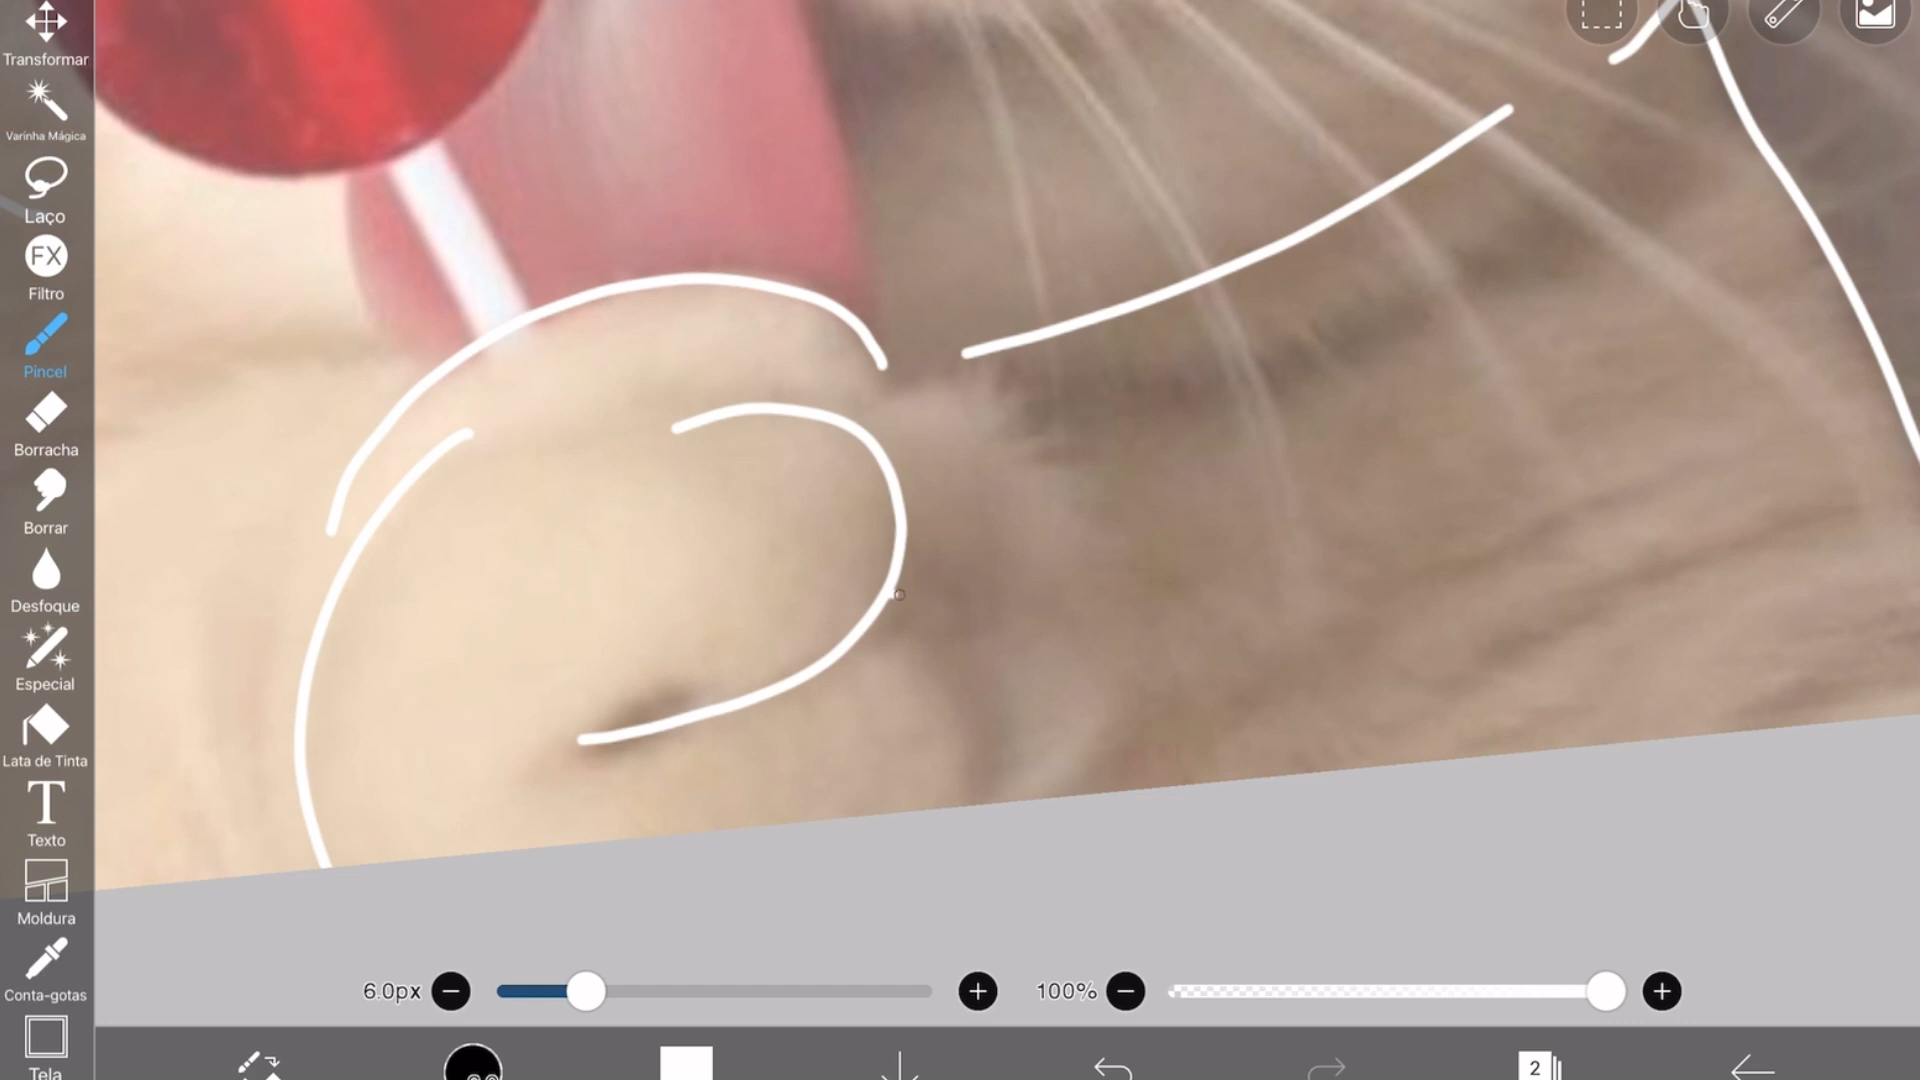 Transformar
Varinha Mágica
Laço
FX
Filtro
Pincel
Borracha
Borrar
Desfoque
Especial
Lata de Tinta
T
Texto
Moldura
Conta-gotas
Tela
6.0px
100%
2